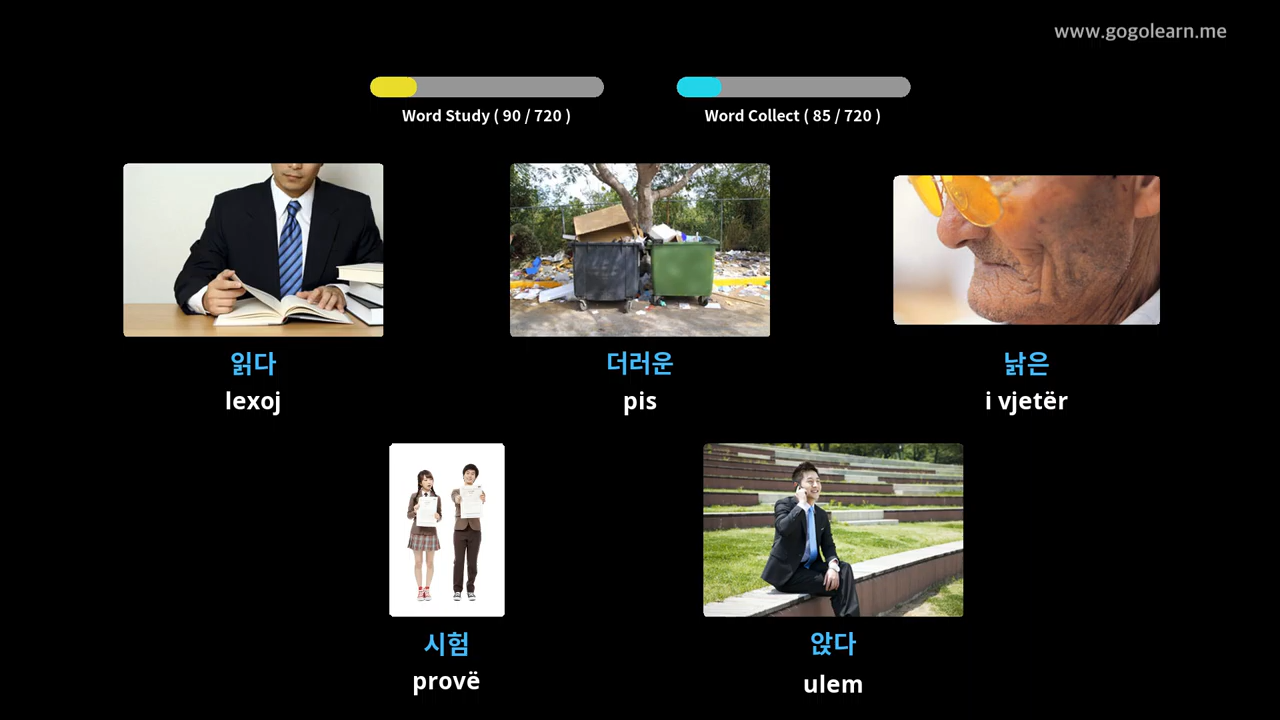 www.gogolearn.me
Word Study ( 90 / 720 )
Word Collect ( 85 / 720 )
읽다
lexoj
더러운
pis
낡은
i vjetër
시험
provë
앉다
ulem